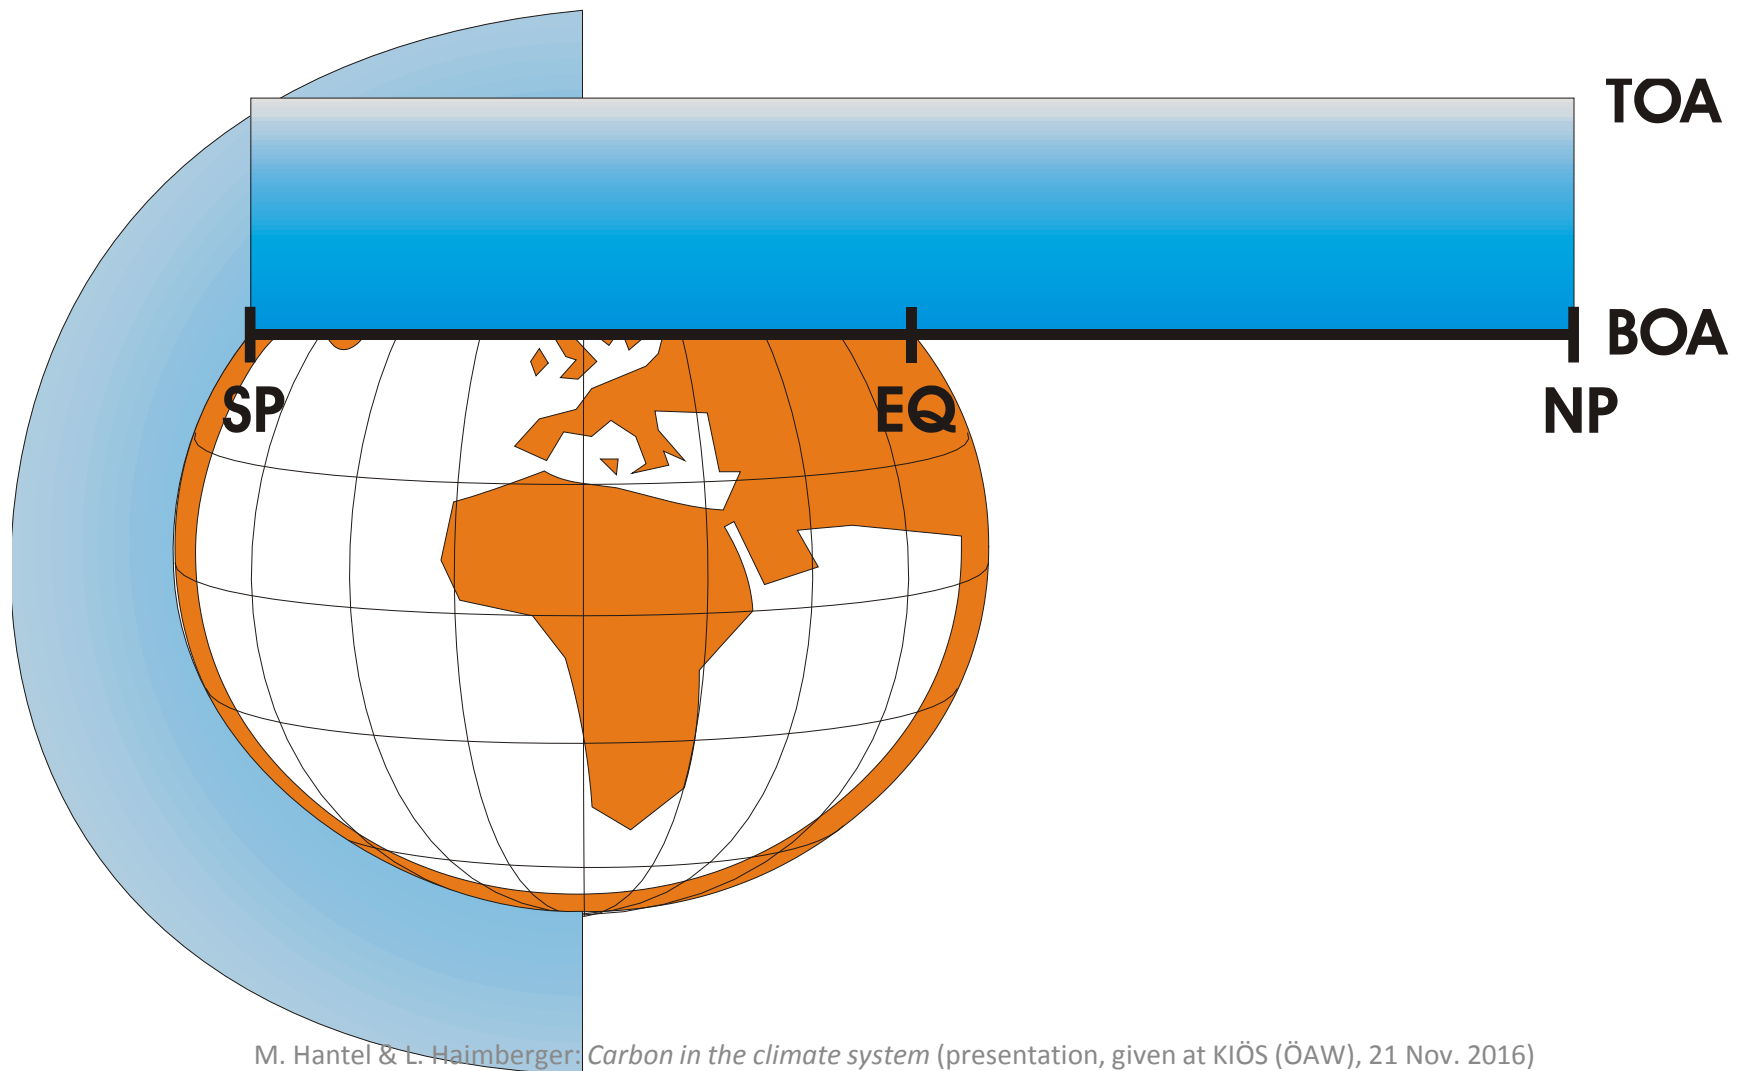 TOA
BOA
SP
EQ
NP
M. Hantel & L. Haimberger: Carbon in the climate system (presentation, given at KIÖS (ÖAW), 21 Nov. 2016)